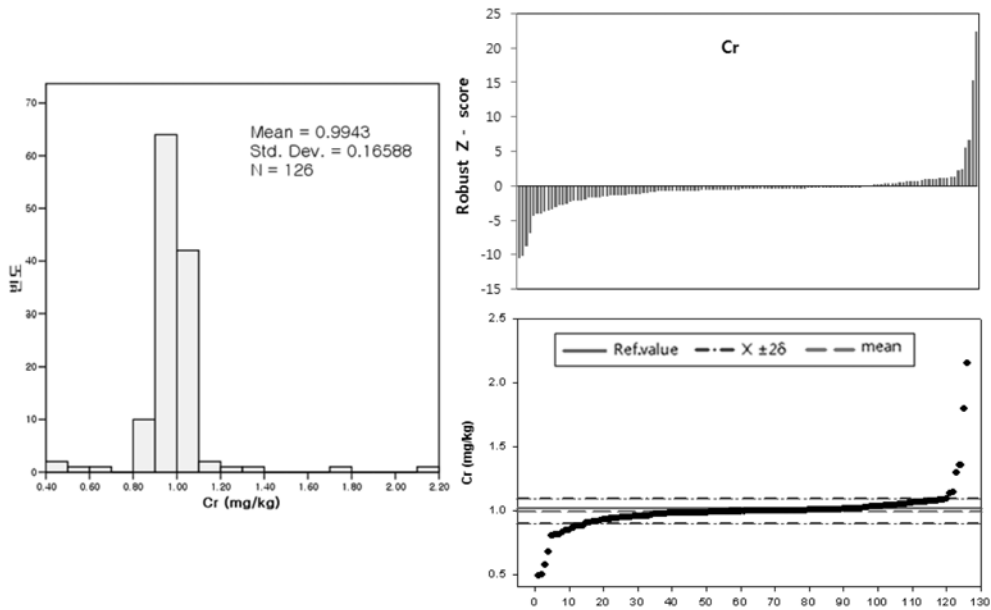 Mean = 0.9943
Std. Dev. = 0.16588
N = 126
70
60
50
40
30
20
10
0
빈도
0.40 0.60 0.80 1.00 1.20 1.40 1.60 1.80 2.00 2.20
Cr (mg/kg)
Cr
25
20
15
10
5
0
-5
-10
-15
Robust Z - score
Ref.value X ±2δ mean
2.5
2.0
1.5
1.0
0.5
Cr (mg/kg)
0 10 20 30 40 50 60 70 80 90 100 110 120 130